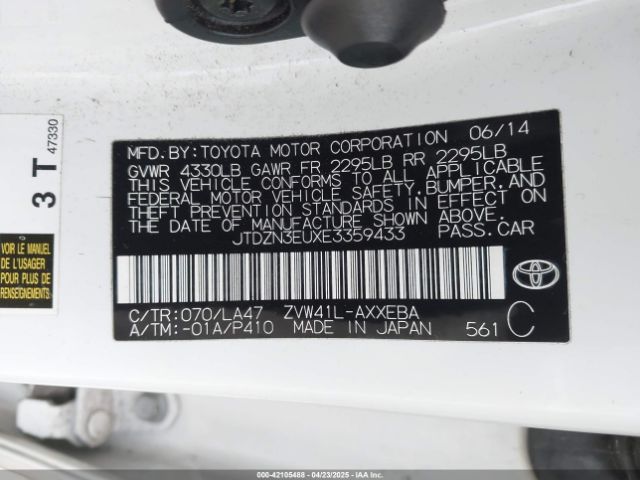 3 T
47330
VOIR LE MANUEL
DE L'USAGER
POUR PLUS DE
RENSEIGNEMENTS
MFD. BY: TOYOTA MOTOR CORPORATION 06/14
GVWR 4330LB GAWR FR 2295LB RR 2295LB
THIS VEHICLE CONFORMS TO ALL APPLICABLE
FEDERAL MOTOR VEHICLE SAFETY, BUMPER, AND
THEFT PREVENTION STANDARDS IN EFFECT ON
THE DATE OF MANUFACTURE SHOWN ABOVE.
JTDZN3EUXE3359433 PASS. CAR
C/TR: 070/LA47 ZVW41L-AXXEBA
A/TM: -01A/P410 MADE IN JAPAN 561 C
TOYOTA
000-42105488 - 04/23/2025 - IAAI.COM